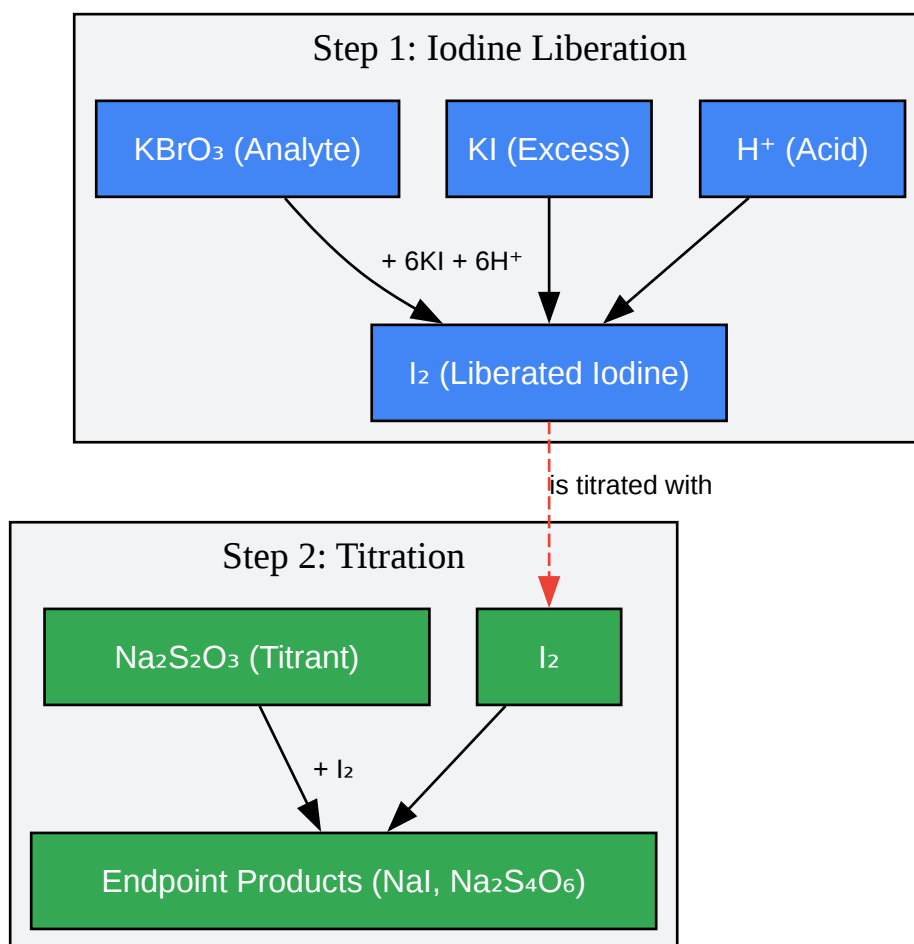 Step 1: Iodine Liberation
KBrO₃ (Analyte)
KI (Excess)
H⁺ (Acid)
+ 6KI + 6H⁺
I₂ (Liberated Iodine)
is titrated with
Step 2: Titration
Na₂S₂O₃ (Titrant)
I₂
+ I₂
Endpoint Products (NaI, Na₂S₄O₆)